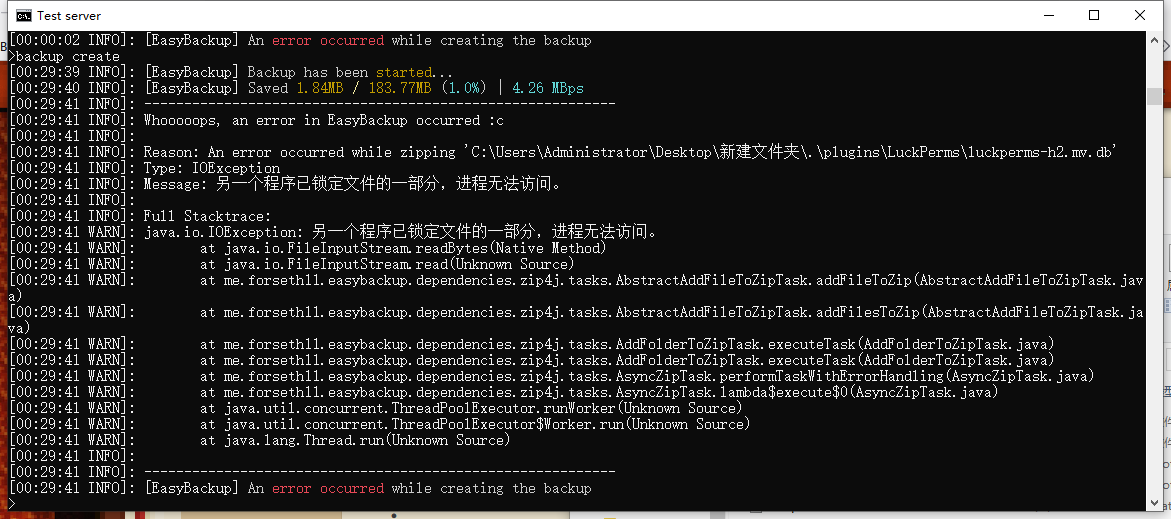 Test server
[00:00:02 INFO]: [EasyBackup] An error occurred while creating the backup
>backup create
[00:29:39 INFO]: [EasyBackup] Backup has been started...
[00:29:40 INFO]: [EasyBackup] Saved 1.84MB / 183.77MB (1.0%) | 4.26 MBps
[00:29:41 INFO]: -----------------------------------------------------------
[00:29:41 INFO]: Whooooops, an error in EasyBackup occurred :c
[00:29:41 INFO]:
[00:29:41 INFO]: Reason: An error occurred while zipping 'C:\Users\Administrator\Desktop\新建文件夹\.\plugins\LuckPerms\luckperms-h2.mv.db'
[00:29:41 INFO]: Type: IOException
[00:29:41 INFO]: Message: 另一个程序已锁定文件的一部分，进程无法访问。
[00:29:41 INFO]:
[00:29:41 INFO]: Full Stacktrace:
[00:29:41 WARN]: java.io.IOException: 另一个程序已锁定文件的一部分，进程无法访问。
[00:29:41 WARN]: at java.io.FileInputStream.readBytes(Native Method)
[00:29:41 WARN]: at java.io.FileInputStream.read(Unknown Source)
[00:29:41 WARN]: at me.forseth11.easybackup.dependencies.zip4j.tasks.AbstractAddFileToZipTask.addFileToZip(AbstractAddFileToZipTask.jav
a)
[00:29:41 WARN]: at me.forseth11.easybackup.dependencies.zip4j.tasks.AbstractAddFileToZipTask.addFilesToZip(AbstractAddFileToZipTask.ja
va)
[00:29:41 WARN]: at me.forseth11.easybackup.dependencies.zip4j.tasks.AddFolderToZipTask.executeTask(AddFolderToZipTask.java)
[00:29:41 WARN]: at me.forseth11.easybackup.dependencies.zip4j.tasks.AddFolderToZipTask.executeTask(AddFolderToZipTask.java)
[00:29:41 WARN]: at me.forseth11.easybackup.dependencies.zip4j.tasks.AsyncZipTask.performTaskWithErrorHandling(AsyncZipTask.java)
[00:29:41 WARN]: at me.forseth11.easybackup.dependencies.zip4j.tasks.AsyncZipTask.lambda$execute$0(AsyncZipTask.java)
[00:29:41 WARN]: at java.util.concurrent.ThreadPoolExecutor.runWorker(Unknown Source)
[00:29:41 WARN]: at java.util.concurrent.ThreadPoolExecutor$Worker.run(Unknown Source)
[00:29:41 WARN]: at java.lang.Thread.run(Unknown Source)
[00:29:41 INFO]:
[00:29:41 INFO]: -----------------------------------------------------------
[00:29:41 INFO]: [EasyBackup] An error occurred while creating the backup
>